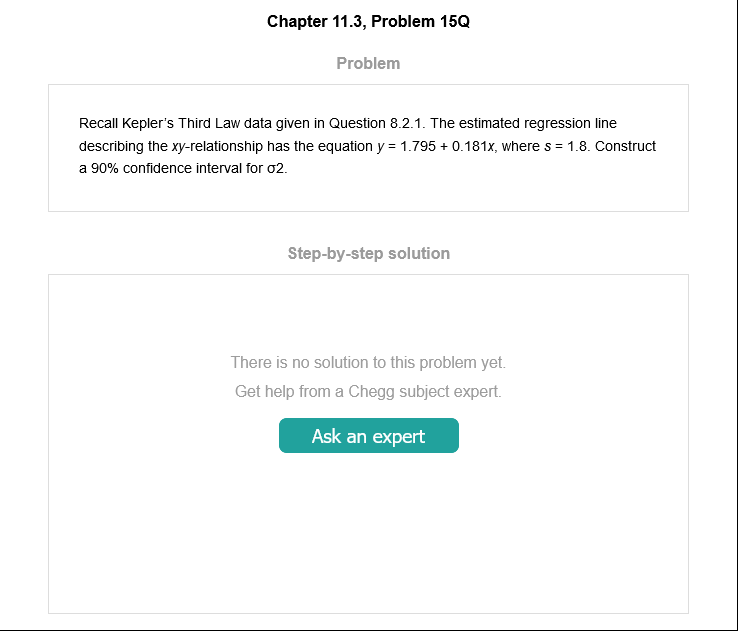 Chapter 11.3, Problem 15Q
Problem
Recall Kepler’s Third Law data given in Question 8.2.1. The estimated regression line
describing the xy-relationship has the equation y = 1.795 + 0.181x, where s = 1.8. Construct
a 90% confidence interval for σ2.
Step-by-step solution
There is no solution to this problem yet.
Get help from a Chegg subject expert.
Ask an expert